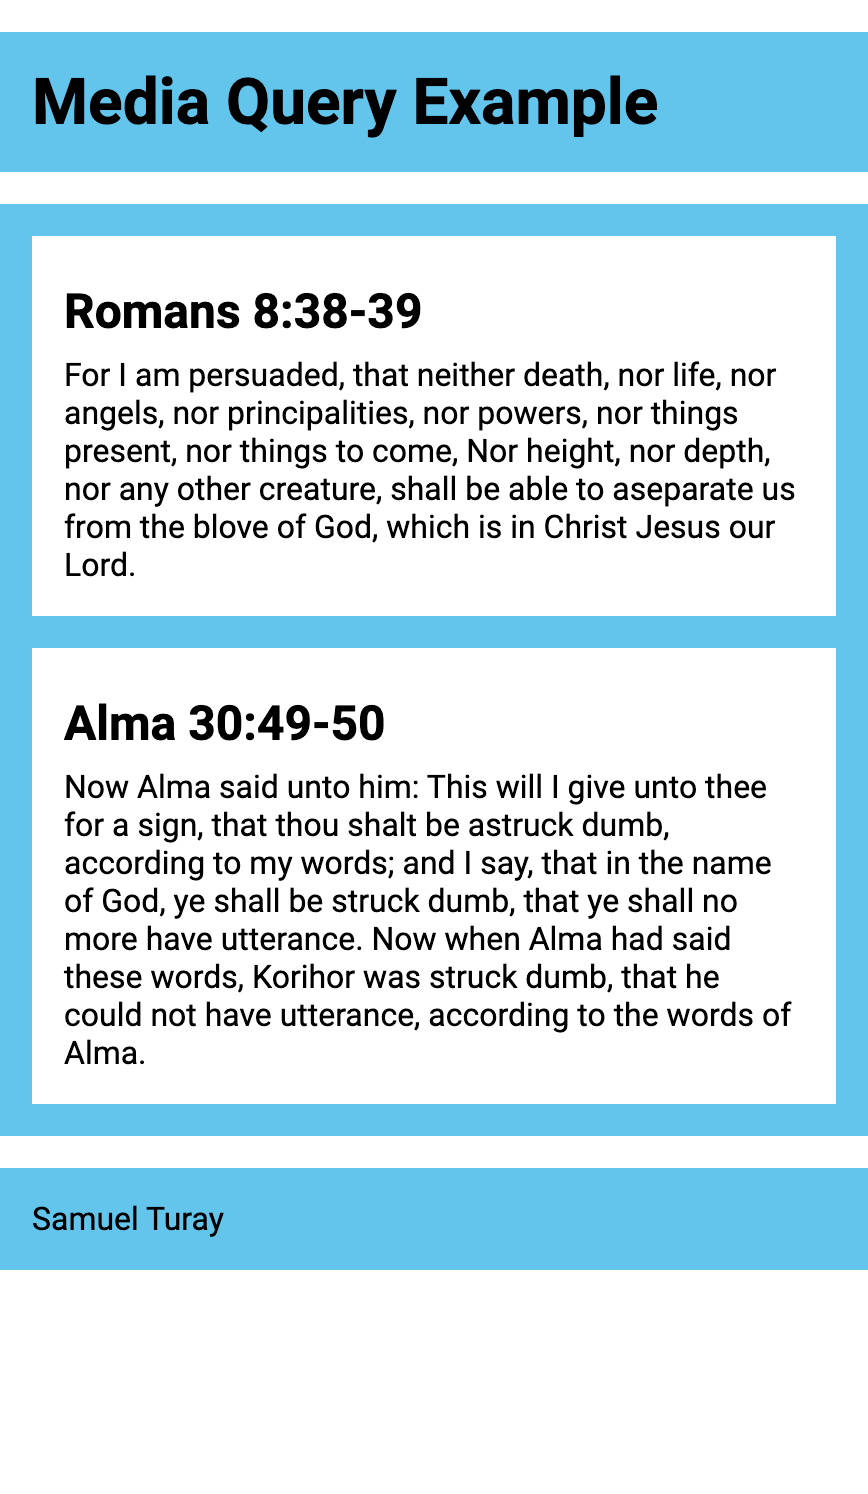 Media Query Example
Romans 8:38-39
For I am persuaded, that neither death, nor life, nor
angels, nor principalities, nor powers, nor things
present, nor things to come, Nor height, nor depth,
nor any other creature, shall be able to aseparate us
from the blove of God, which is in Christ Jesus our
Lord.
Alma 30:49-50
Now Alma said unto him: This will I give unto thee
for a sign, that thou shalt be astruck dumb,
according to my words; and I say, that in the name
of God, ye shall be struck dumb, that ye shall no
more have utterance. Now when Alma had said
these words, Korihor was struck dumb, that he
could not have utterance, according to the words of
Alma.
Samuel Turay